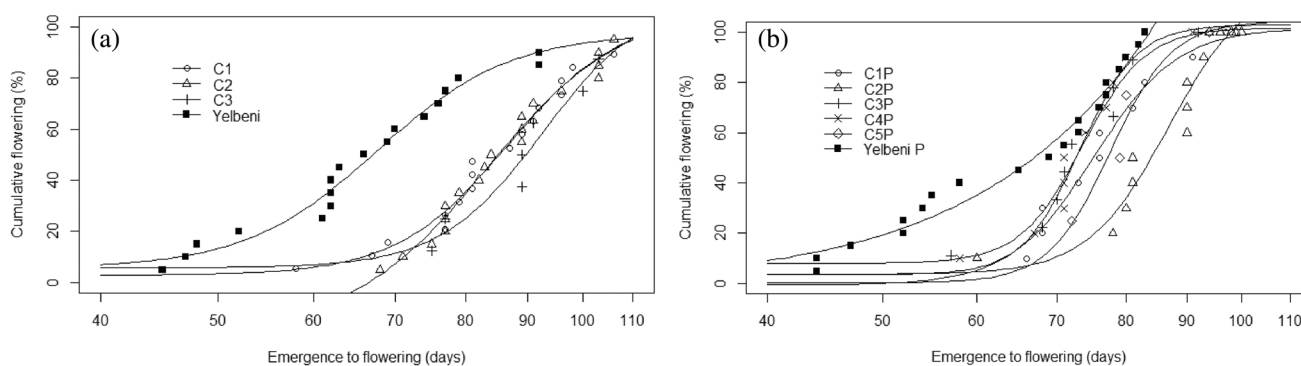 (a)
C1
C2
C3
Yelbeni
Cumulative flowering (%)
100
80
60
40
20
0
40 50 60 70 80 90 100 110
Emergence to flowering (days)
(b)
C1P
C2P
C3P
C4P
C5P
Yelbeni P
Cumulative flowering (%)
100
80
60
40
20
0
40 50 60 70 80 90 100 110
Emergence to flowering (days)